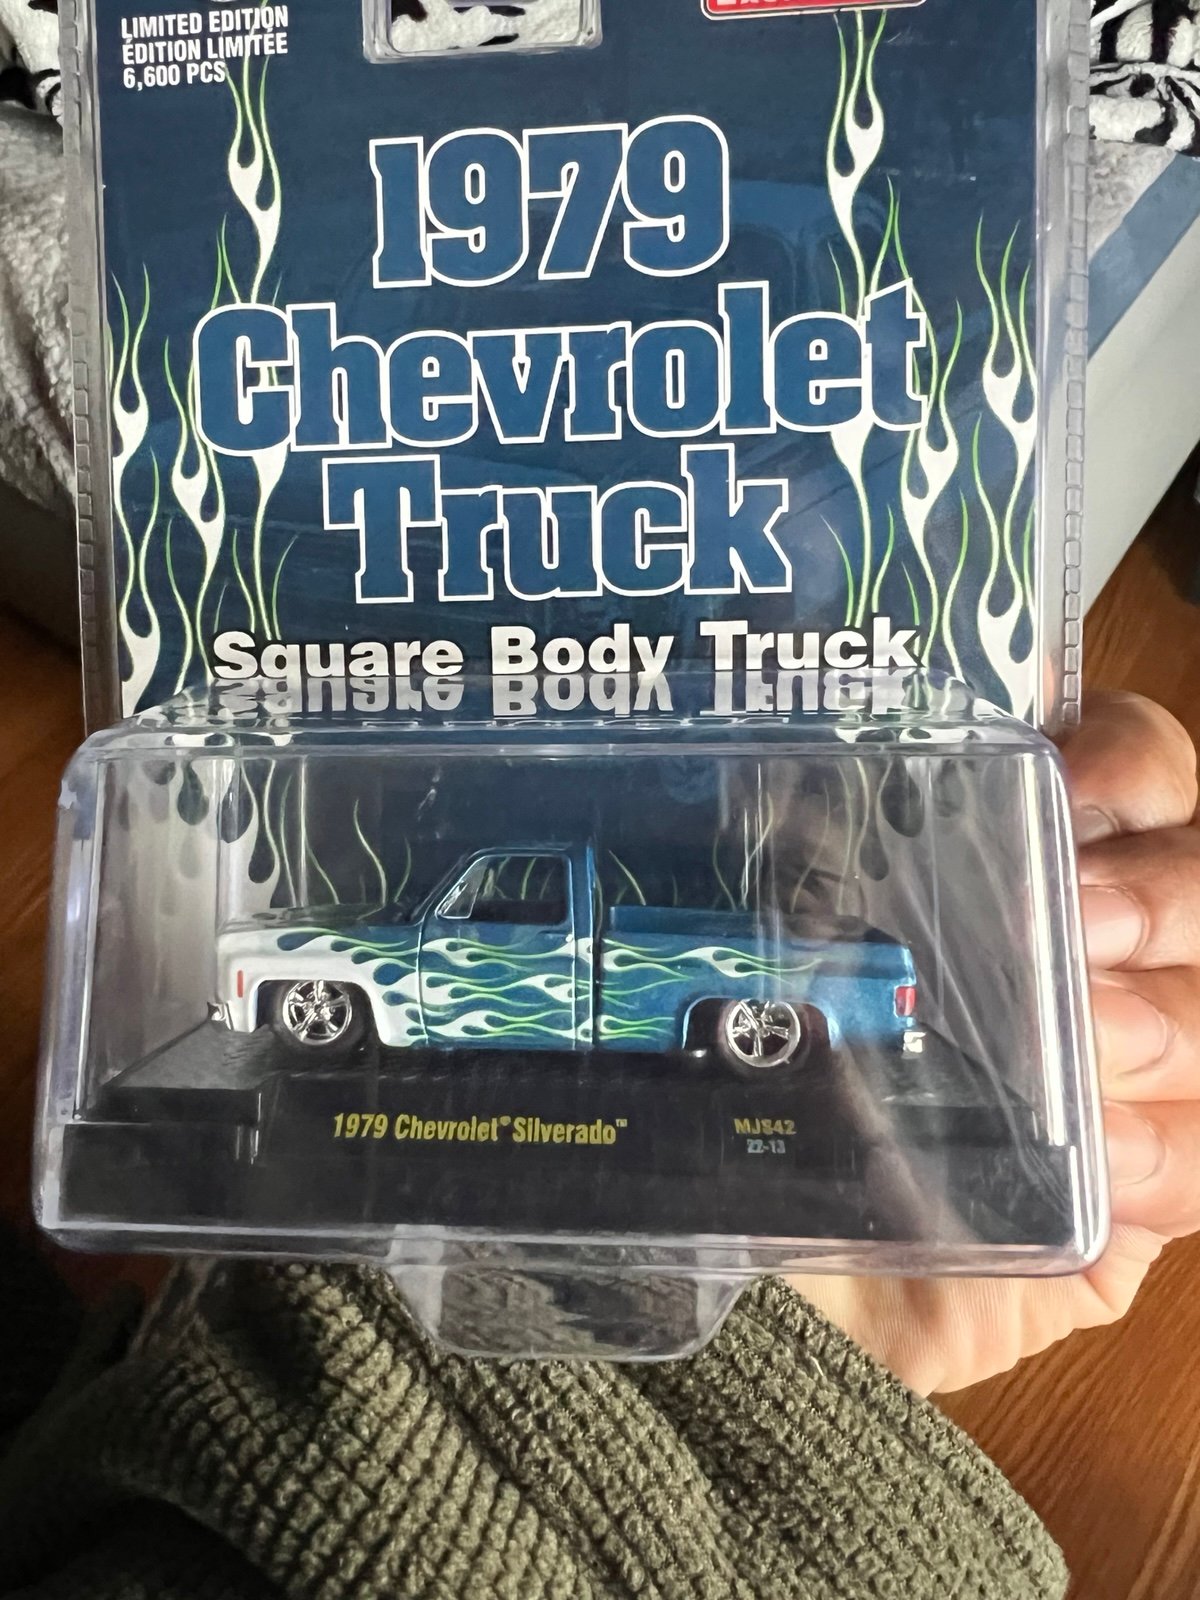 LIMITED EDITION
ÉDITION LIMITÉE
6,600 PCS
1979
Chevrolet
Truck
Square Body Truck
1979 Chevrolet® Silverado™
MJS42
22-13